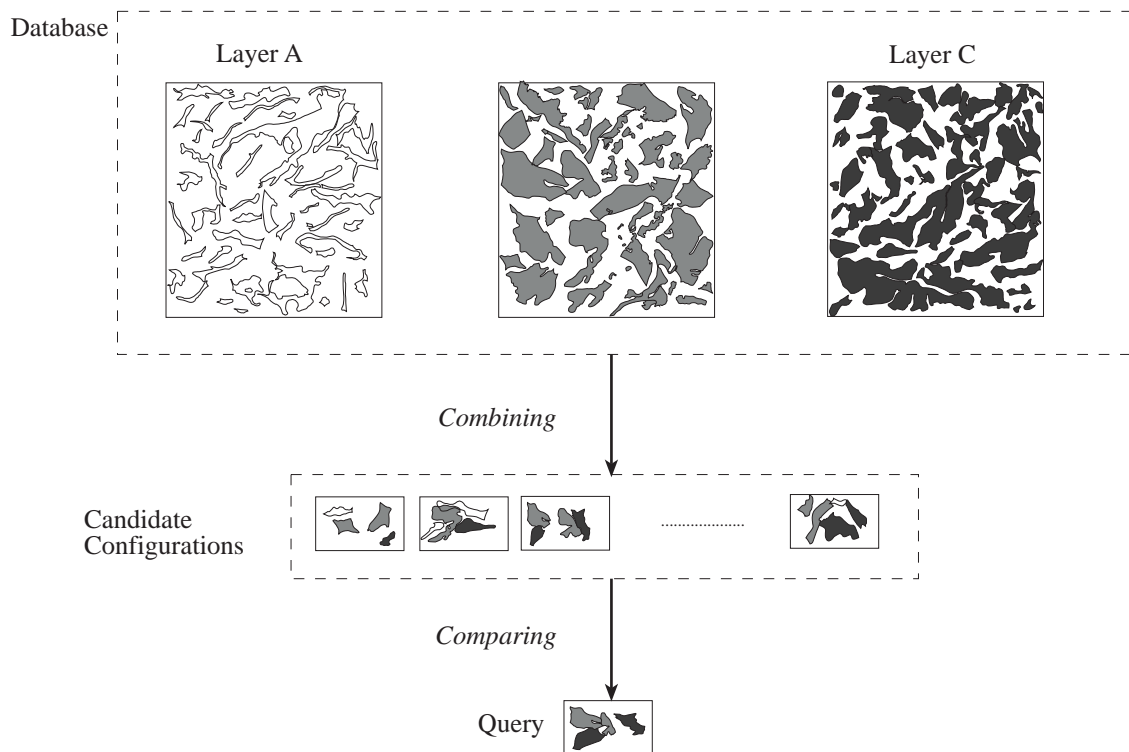 Database
Layer A
Layer C
Combining
Candidate
Configurations
Comparing
Query